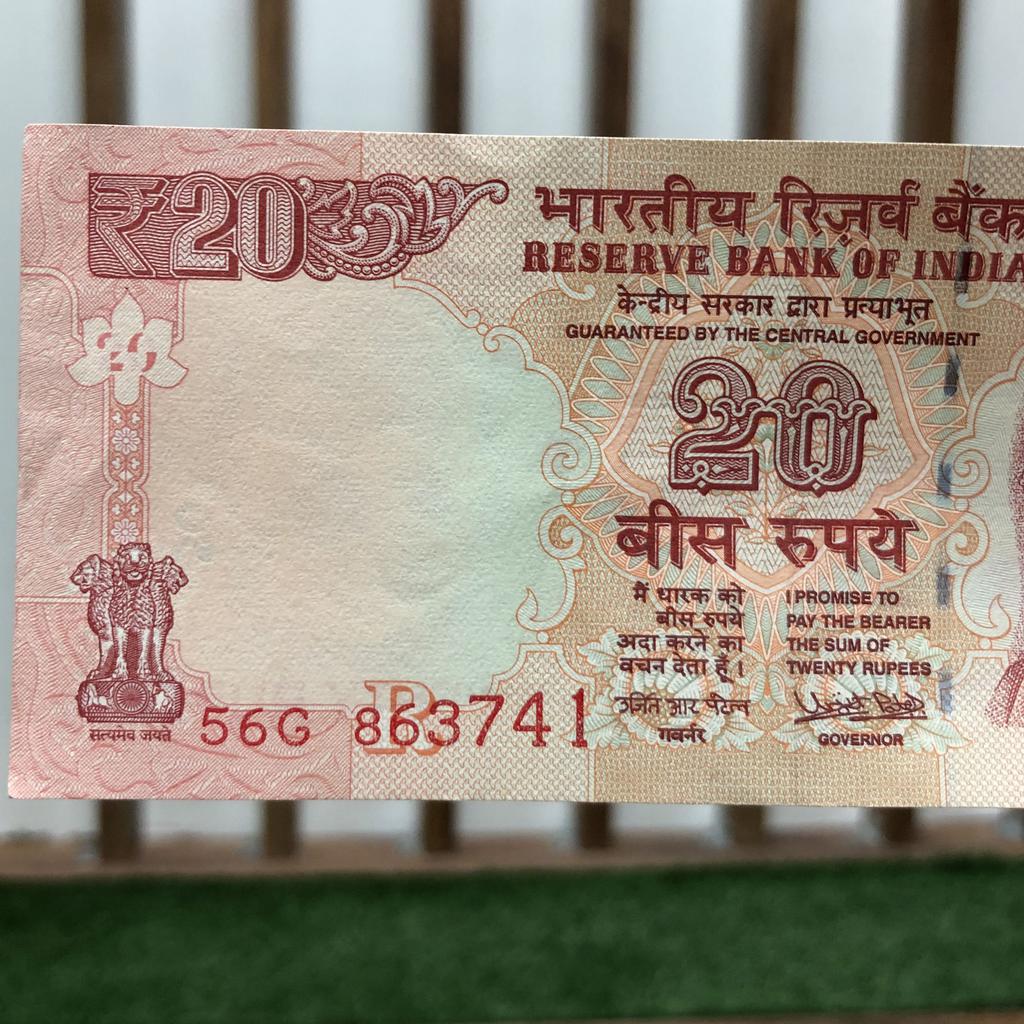 ₹20
भारतीय रिज़र्व बैंक
RESERVE BANK OF INDIA
केन्द्रीय सरकार द्वारा प्रत्याभूत
GUARANTEED BY THE CENTRAL GOVERNMENT
20
बीस रुपये
मैं धारक को
बीस रुपये
अदा करने का
वचन देता हूँ।
I PROMISE TO
PAY THE BEARER
THE SUM OF
TWENTY RUPEES
उर्जित आर पटेल
गवर्नर
GOVERNOR
सत्यमेव जयते
56G 863741
R